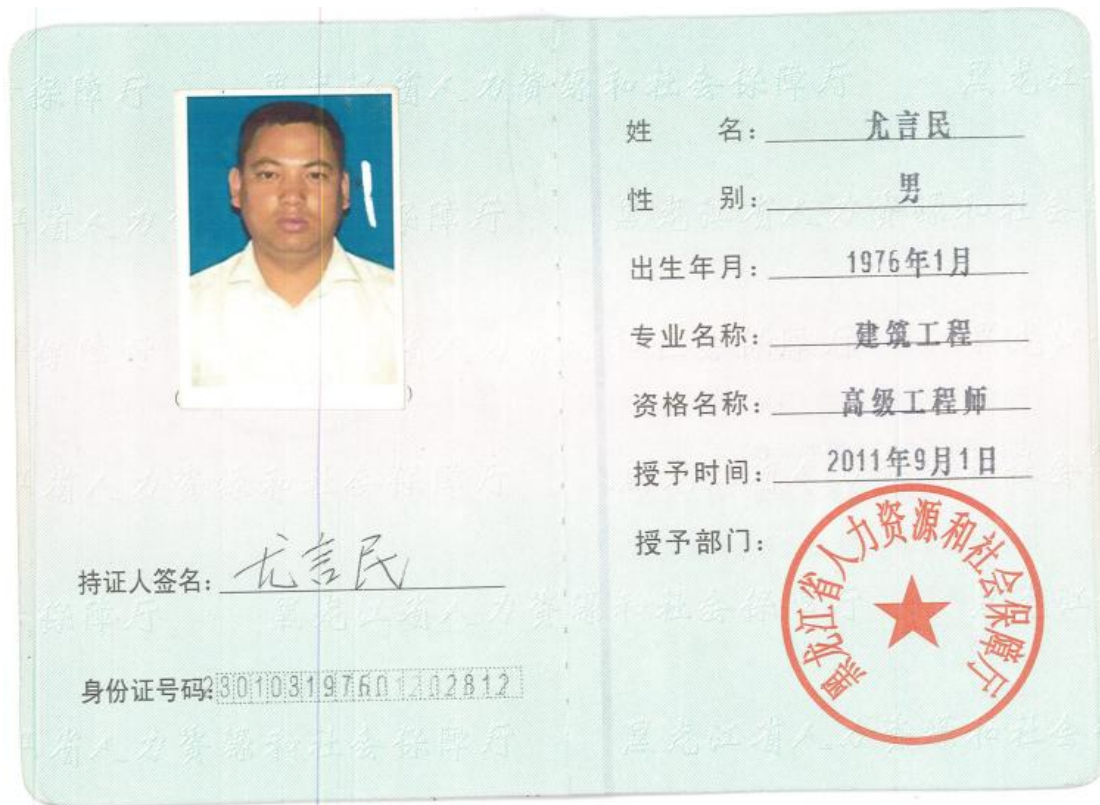 持证人签名：尤言民
身份证号码：230103197601202812
姓 名：尤言民
性 别：男
出生年月：1976年1月
专业名称：建筑工程
资格名称：高级工程师
授予时间：2011年9月1日
授予部门：
黑龙江省人力资源和社会保障厅